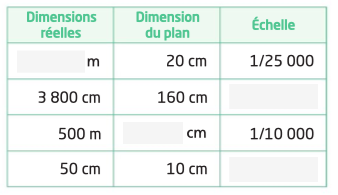 Dimensions réelles | Dimension du plan | Échelle
m | 20 cm | 1/25 000
3 800 cm | 160 cm |
500 m | cm | 1/10 000
50 cm | 10 cm |